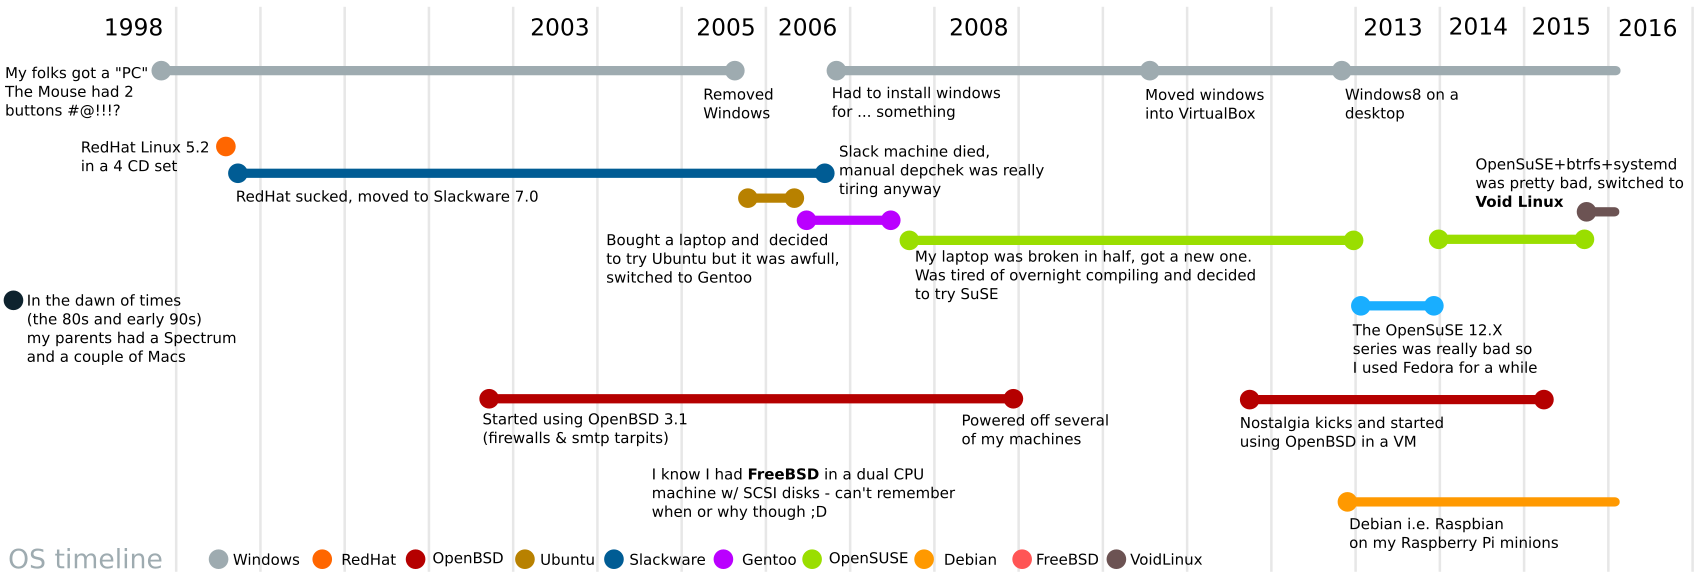 1998
2003
2005
2006
2008
2013
2014
2015
2016
My folks got a "PC"
The Mouse had 2
buttons #@!!!?
Removed
Windows
Had to install windows
for ... something
Moved windows
into VirtualBox
Windows8 on a
desktop
RedHat Linux 5.2
in a 4 CD set
RedHat sucked, moved to Slackware 7.0
Slack machine died,
manual depchek was really
tiring anyway
OpenSuSE+btrfs+systemd
was pretty bad, switched to
Void Linux
Bought a laptop and  decided
to try Ubuntu but it was awfull,
switched to Gentoo
My laptop was broken in half, got a new one.
Was tired of overnight compiling and decided
to try SuSE
In the dawn of times
(the 80s and early 90s)
my parents had a Spectrum
and a couple of Macs
The OpenSuSE 12.X
series was really bad so
I used Fedora for a while
Started using OpenBSD 3.1
(firewalls & smtp tarpits)
Powered off several
of my machines
Nostalgia kicks and started
using OpenBSD in a VM
I know I had FreeBSD in a dual CPU
machine w/ SCSI disks - can't remember
when or why though ;D
Debian i.e. Raspbian
on my Raspberry Pi minions
OS timeline
Windows
RedHat
OpenBSD
Ubuntu
Slackware
Gentoo
OpenSUSE
Debian
FreeBSD
VoidLinux